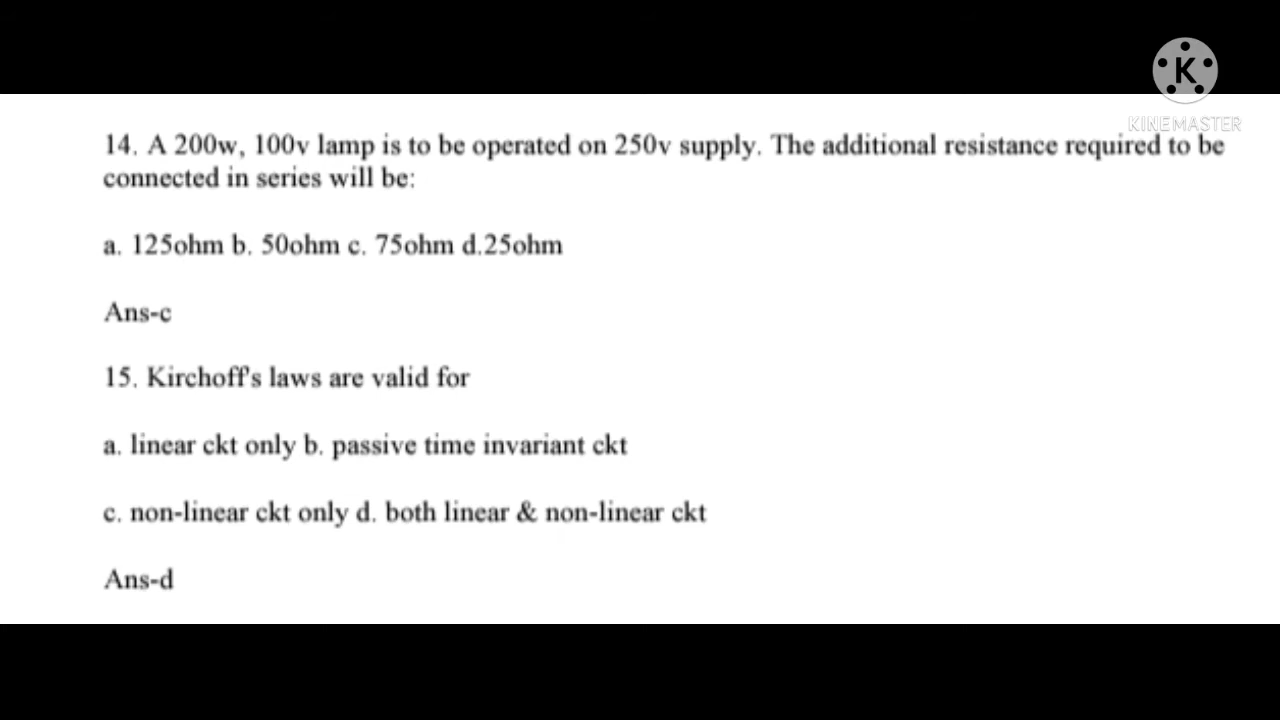 K
KINEMASTER
14. A 200w, 100v lamp is to be operated on 250v supply. The additional resistance required to be
connected in series will be:
a. 125ohm b. 50ohm c. 75ohm d.25ohm
Ans-c
15. Kirchoff's laws are valid for
a. linear ckt only b. passive time invariant ckt
c. non-linear ckt only d. both linear & non-linear ckt
Ans-d